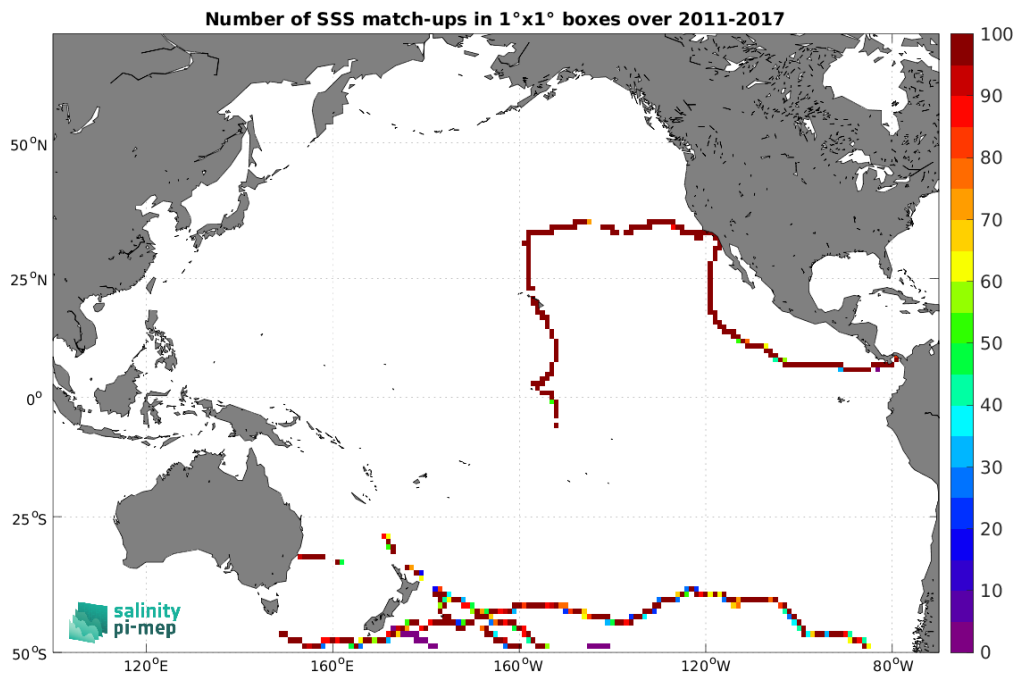 Number of SSS match-ups in 1°x1° boxes over 2011-2017
50°N
25°N
0°
25°S
50°S
120°E
160°E
160°W
120°W
80°W
100
90
80
70
60
50
40
30
20
10
0
salinity
pi-mep